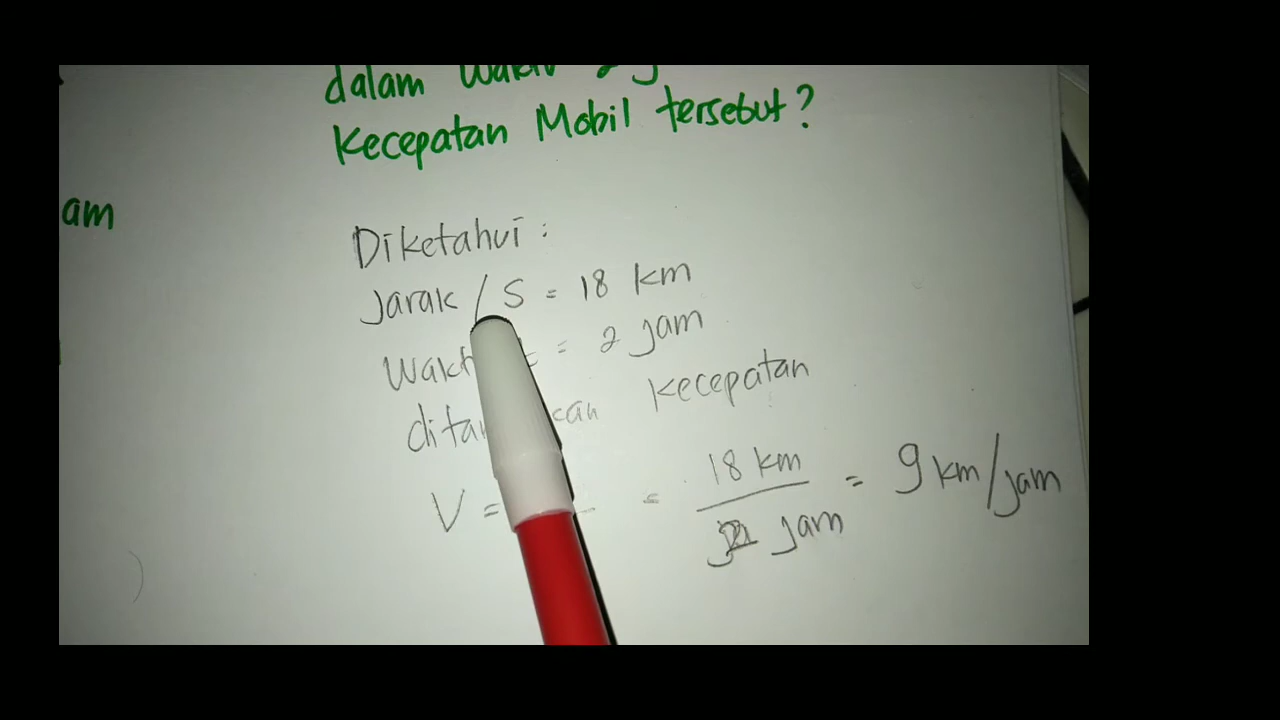 dalam
Kecepatan Mobil tersebut?
am
Diketahui :
Jarak / S = 18 km
= 2 jam
kecepatan
V = = 18 km / jam = 9 km/jam
)